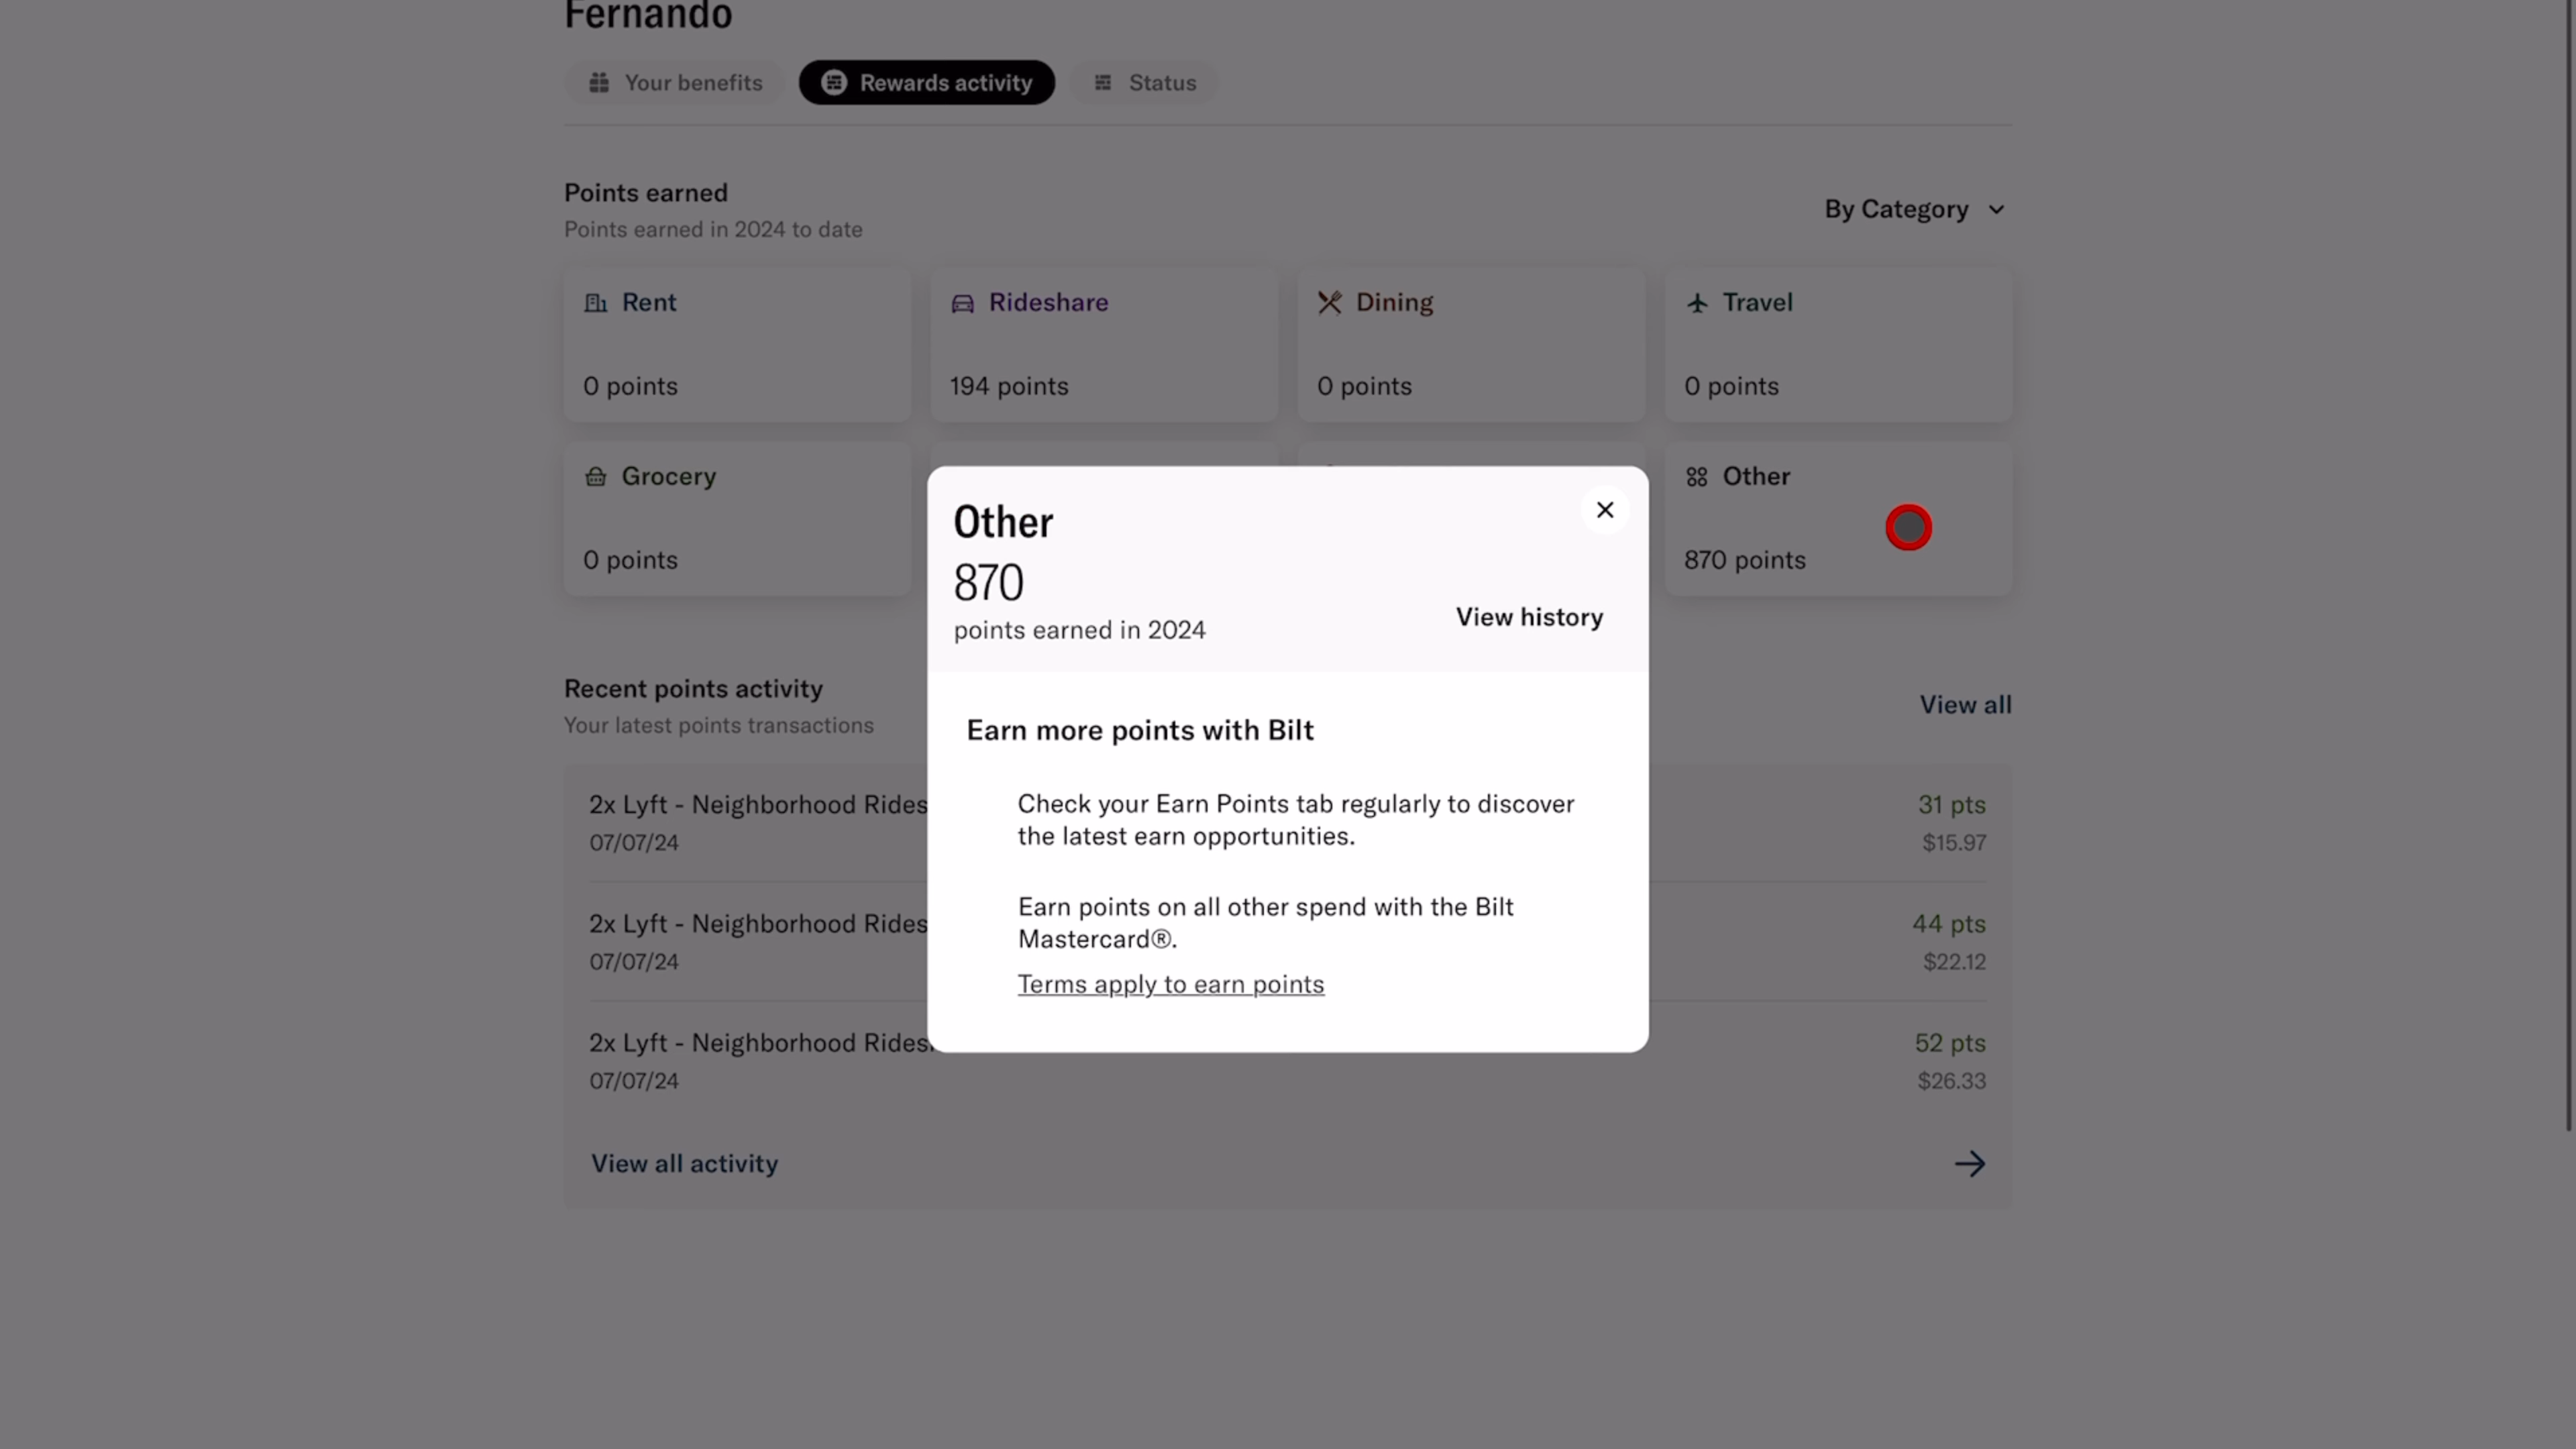 Fernando
Your benefits
Rewards activity
Status
Points earned
Points earned in 2024 to date
By Category
Rent
0 points
Rideshare
194 points
Dining
0 points
Travel
0 points
Grocery
0 points
Other
870 points
Other
870
points earned in 2024
View history
Earn more points with Bilt
Check your Earn Points tab regularly to discover
the latest earn opportunities.
Earn points on all other spend with the Bilt
Mastercard®.
Terms apply to earn points
Recent points activity
Your latest points transactions
View all
2x Lyft - Neighborhood Rides
07/07/24
31 pts
$15.97
2x Lyft - Neighborhood Rides
07/07/24
44 pts
$22.12
2x Lyft - Neighborhood Rides
07/07/24
52 pts
$26.33
View all activity